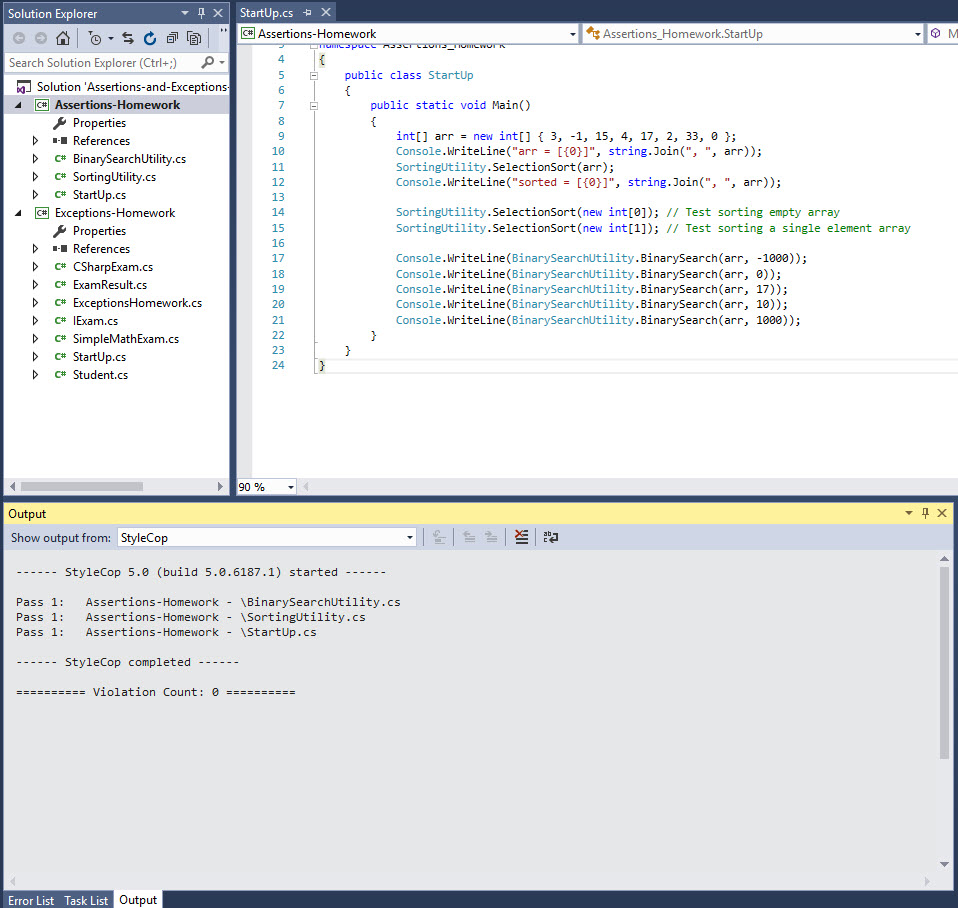 Solution Explorer
Search Solution Explorer (Ctrl+;)
Solution 'Assertions-and-Exceptions-
C# Assertions-Homework
Properties
References
C# BinarySearchUtility.cs
C# SortingUtility.cs
C# StartUp.cs
C# Exceptions-Homework
Properties
References
C# CSharpExam.cs
C# ExamResult.cs
C# ExceptionsHomework.cs
C# IExam.cs
C# SimpleMathExam.cs
C# StartUp.cs
C# Student.cs
StartUp.cs
C# Assertions-Homework
Assertions_Homework.StartUp
M
3 namespace Assertions_Homework
4 {
5 public class StartUp
6 {
7 public static void Main()
8 {
9 int[] arr = new int[] { 3, -1, 15, 4, 17, 2, 33, 0 };
10 Console.WriteLine("arr = [{0}]", string.Join(", ", arr));
11 SortingUtility.SelectionSort(arr);
12 Console.WriteLine("sorted = [{0}]", string.Join(", ", arr));
13
14 SortingUtility.SelectionSort(new int[0]); // Test sorting empty array
15 SortingUtility.SelectionSort(new int[1]); // Test sorting a single element array
16
17 Console.WriteLine(BinarySearchUtility.BinarySearch(arr, -1000));
18 Console.WriteLine(BinarySearchUtility.BinarySearch(arr, 0));
19 Console.WriteLine(BinarySearchUtility.BinarySearch(arr, 17));
20 Console.WriteLine(BinarySearchUtility.BinarySearch(arr, 10));
21 Console.WriteLine(BinarySearchUtility.BinarySearch(arr, 1000));
22 }
23 }
24 }
90 %
Output
Show output from: StyleCop
------ StyleCop 5.0 (build 5.0.6187.1) started ------
Pass 1: Assertions-Homework - \BinarySearchUtility.cs
Pass 1: Assertions-Homework - \SortingUtility.cs
Pass 1: Assertions-Homework - \StartUp.cs
------ StyleCop completed ------
========== Violation Count: 0 ==========
Error List Task List Output